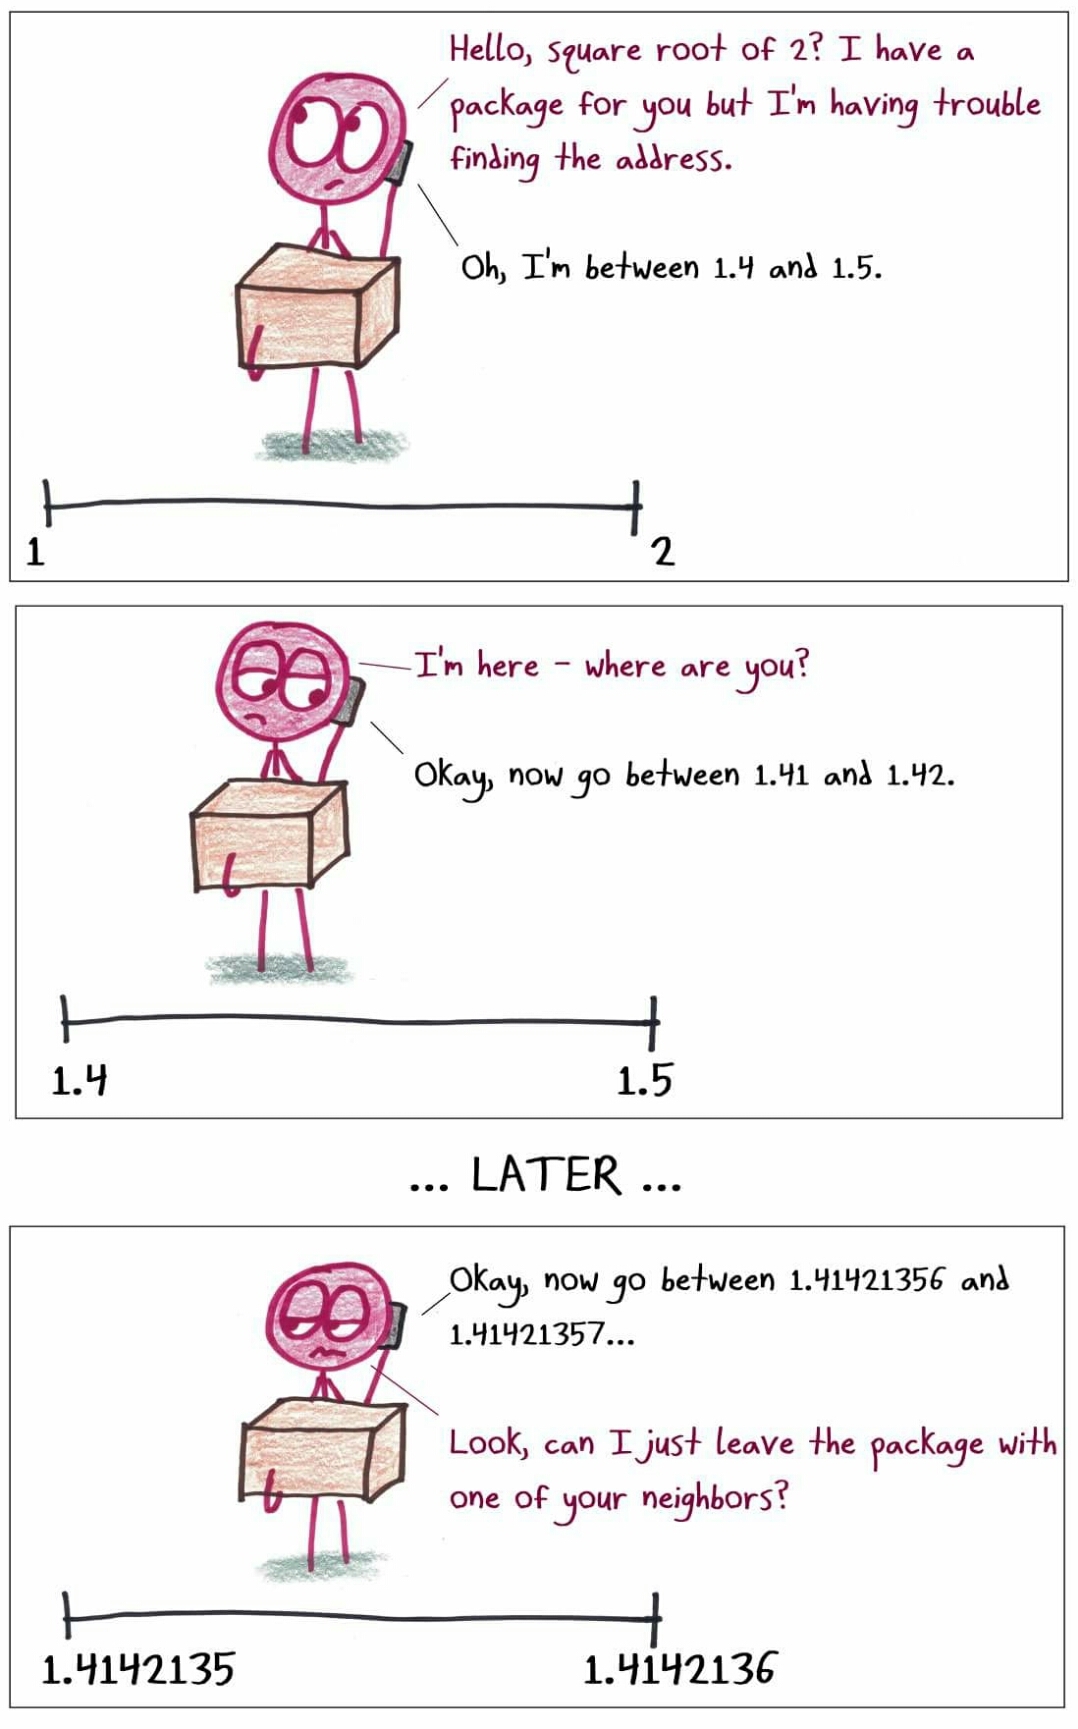 Hello, square root of 2? I have a
package for you but I'm having trouble
finding the address.
Oh, I'm between 1.4 and 1.5.
1
2
I'm here – where are you?
Okay, now go between 1.41 and 1.42.
1.4
1.5
... LATER ...
Okay, now go between 1.41421356 and
1.41421357...
Look, can I just leave the package with
one of your neighbors?
1.4142135
1.4142136